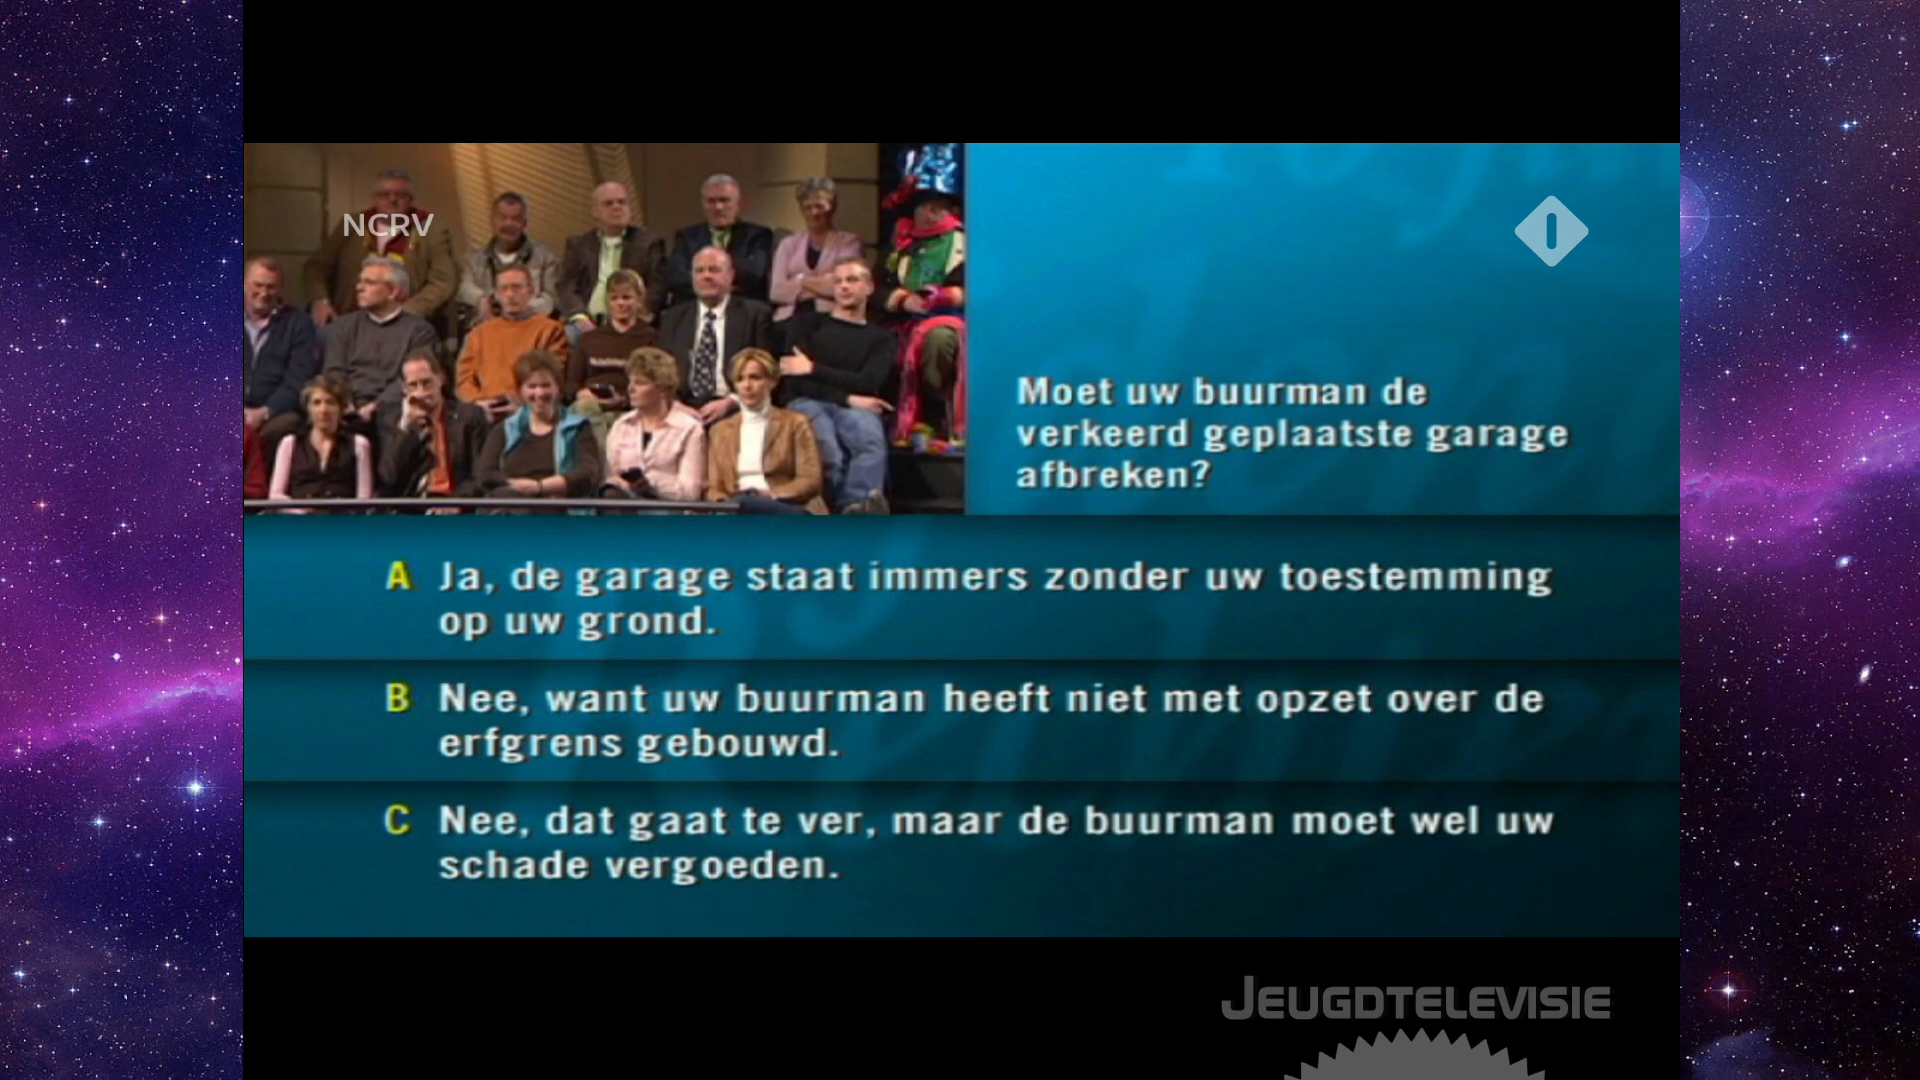 NCRV
Moet uw buurman de
verkeerd geplaatste garage
afbreken?
A Ja, de garage staat immers zonder uw toestemming
op uw grond.
B Nee, want uw buurman heeft niet met opzet over de
erfgrens gebouwd.
C Nee, dat gaat te ver, maar de buurman moet wel uw
schade vergoeden.
JEUGDTELEVISIE